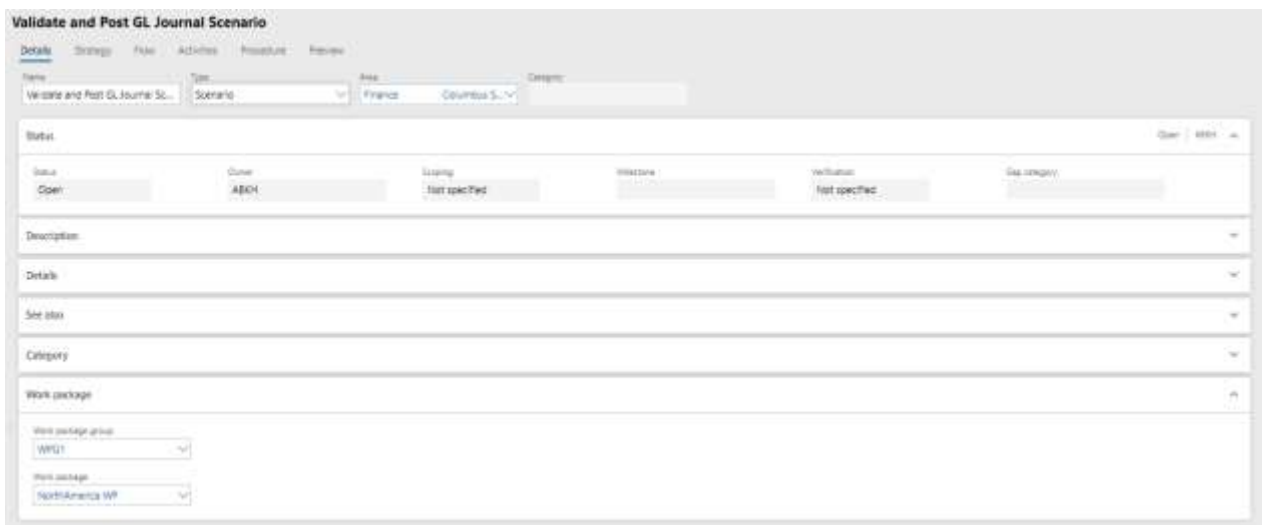 Validate and Post GL Journal Scenario
Details Strategy Flow Activities Procedure Preview
Name Type Area Category
Validate and Post GL Journal Sc... Scenario Finance Columbus S...
Status Open ABKH
Status Owner Scoping Milestone Verification Gap category
Open ABKH Not specified Not specified
Description
Details
See also
Category
Work package
Work package group
WPG1
Work package
NorthAmerica WP